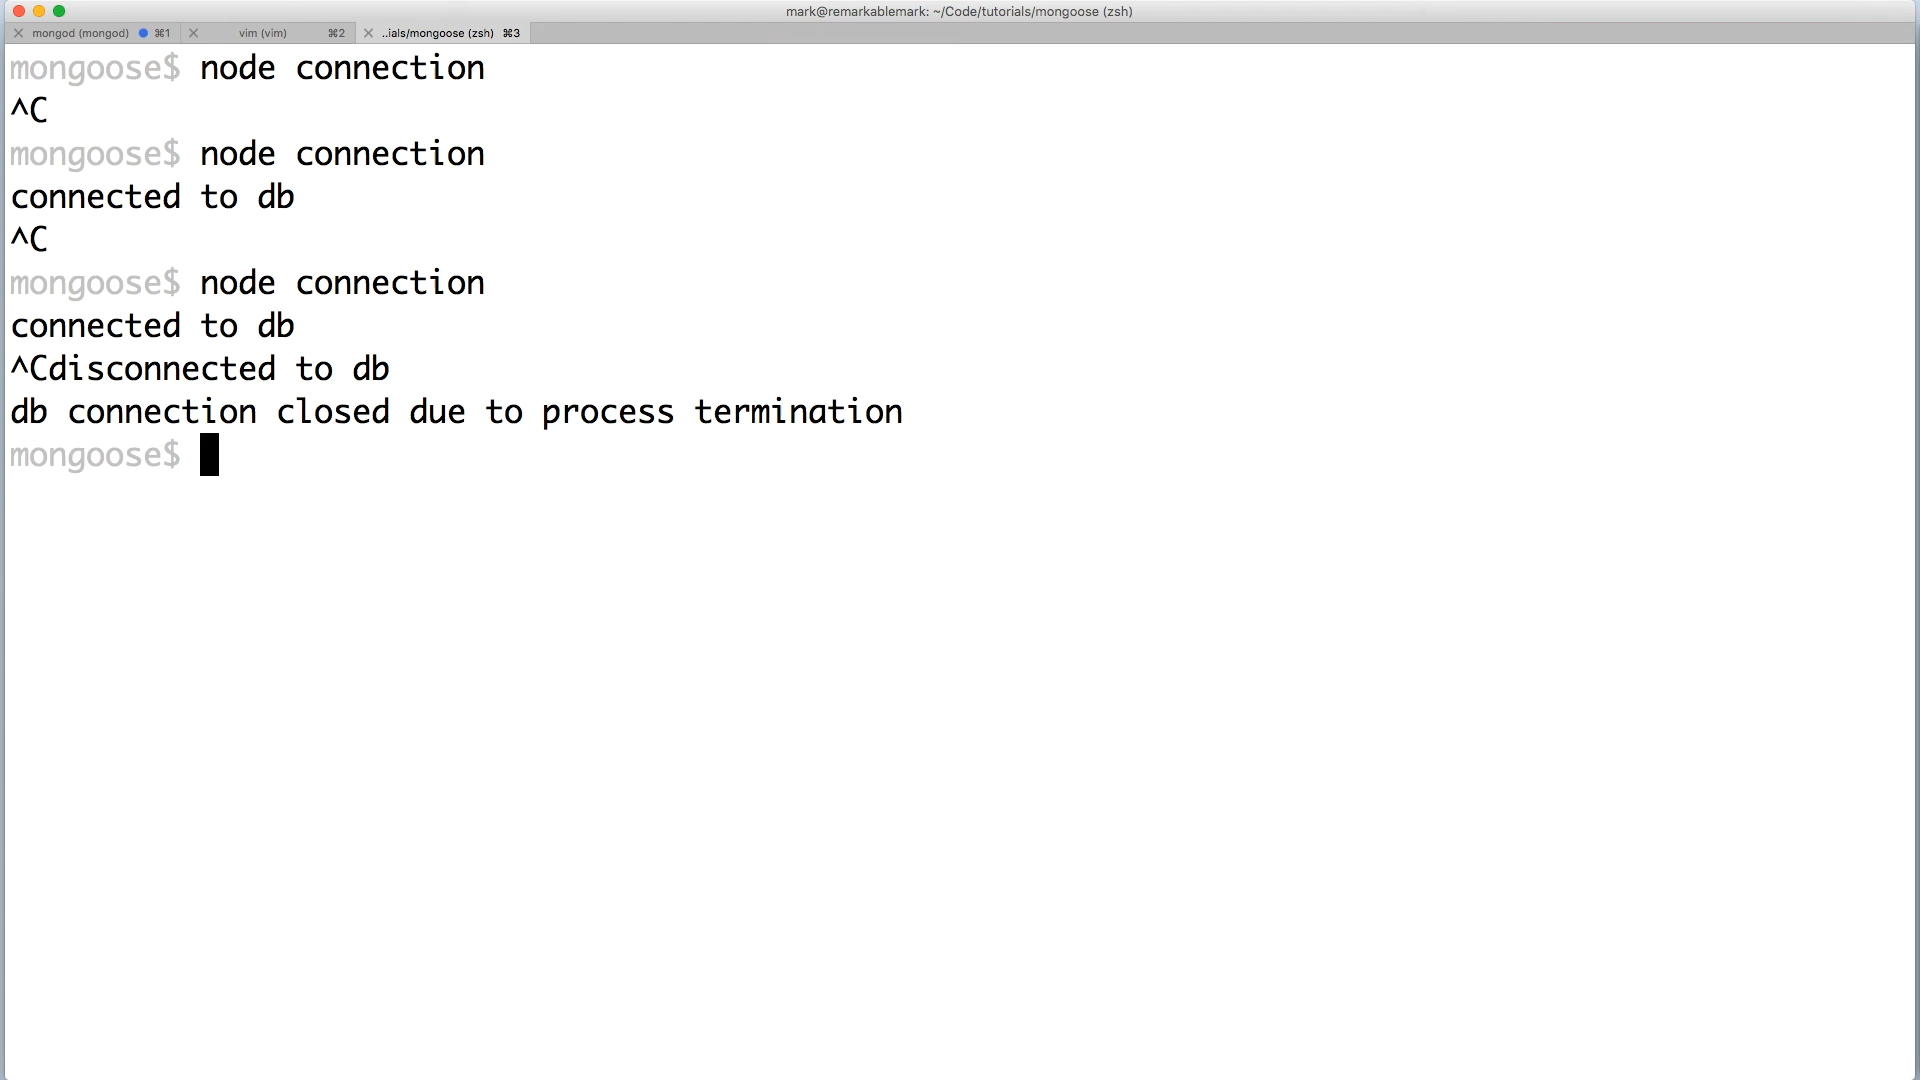 mark@remarkablemark: ~/Code/tutorials/mongoose (zsh)
mongod (mongod) ⌘1 vim (vim) ⌘2 ..ials/mongoose (zsh) ⌘3
mongoose$ node connection
^C
mongoose$ node connection
connected to db
^C
mongoose$ node connection
connected to db
^Cdisconnected to db
db connection closed due to process termination
mongoose$